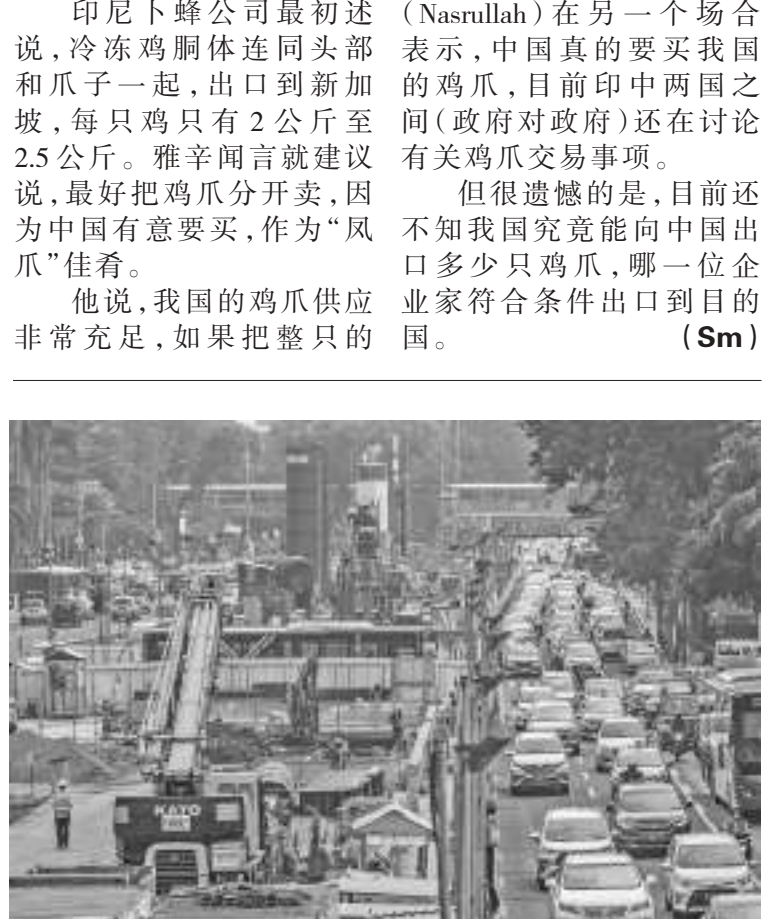 印尼卜蜂公司最初述
说,冷冻鸡胴体连同头部
和爪子一起,出口到新加
坡,每只鸡只有 2 公斤至
2.5公斤。雅辛闻言就建议
说,最好把鸡爪分开卖,因
为中国有意要买,作为“凤
爪”佳肴。
他说,我国的鸡爪供应
非常充足,如果把整只的
(Nasrullah)在另一个场合
表示,中国真的要买我国
的鸡爪,目前印中两国之
间(政府对政府)还在讨论
有关鸡爪交易事项。
但很遗憾的是,目前还
不知我国究竟能向中国出
口多少只鸡爪,哪一位企
业家符合条件出口到目的
国。 (Sm)
KATO